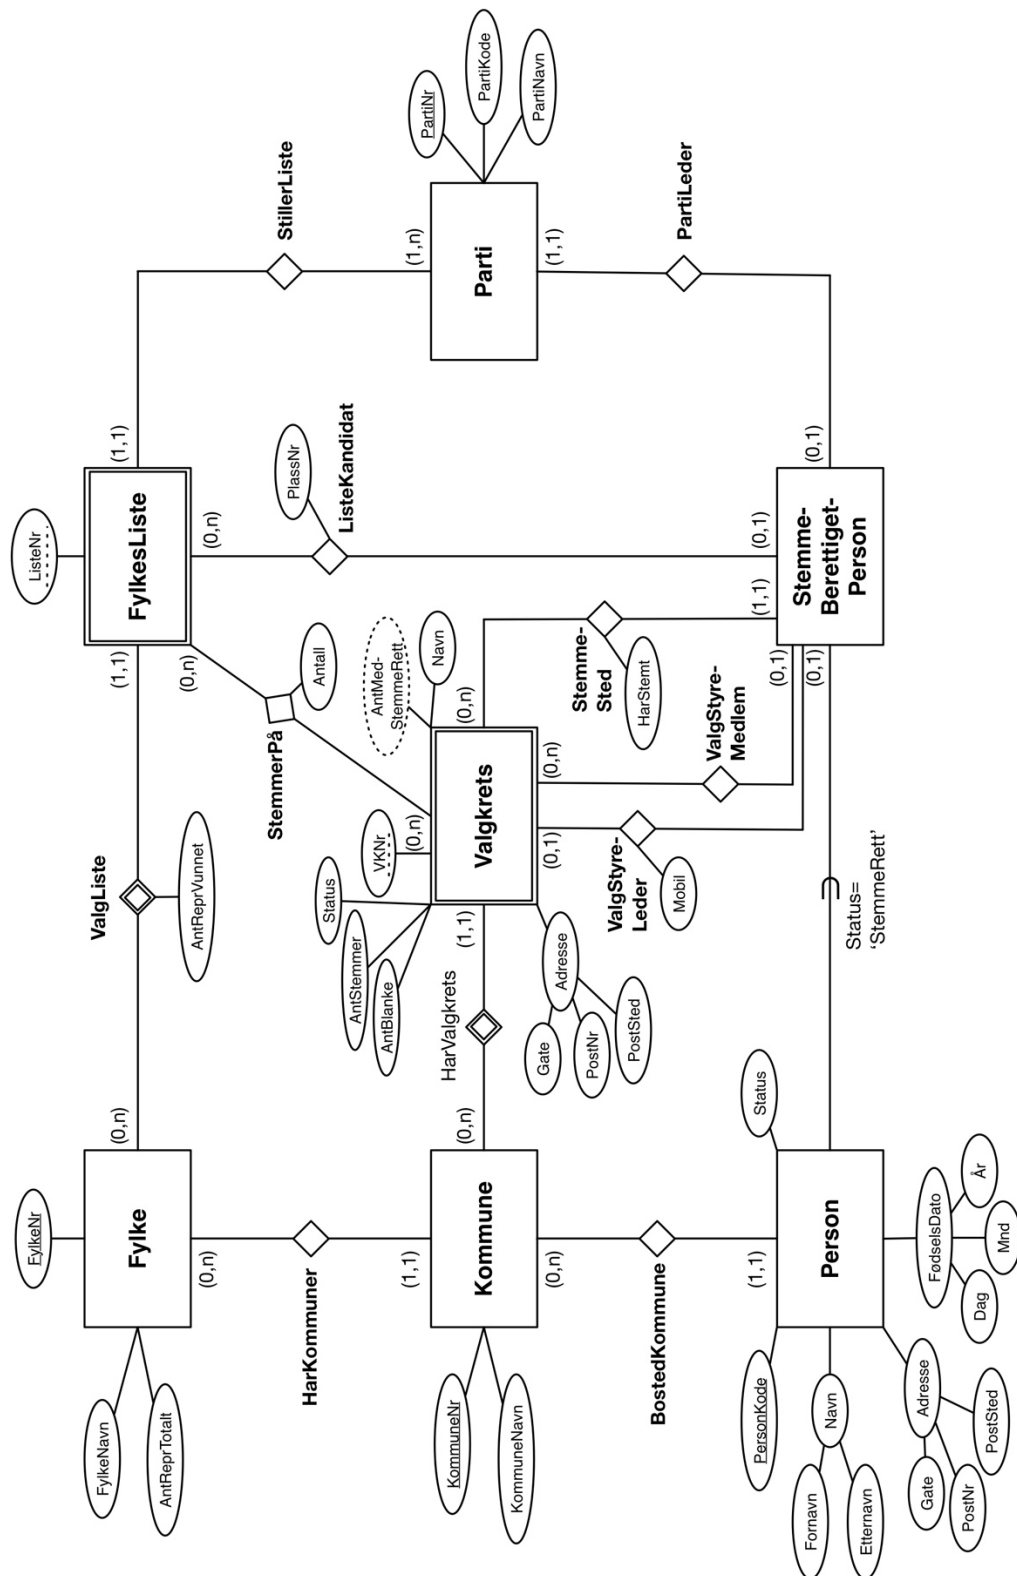 FylkeNr
FylkeNavn
AntReprTotalt
Fylke
(0,n)
ValgListe
AntReprVunnet
(1,1)
ListeNr
FylkesListe
(1,1)
StillerListe
(0,n)
HarKommuner
(0,n)
StemmerPå
Antall
(0,n)
ListeKandidat
PlassNr
(1,n)
PartiNr
PartiKode
PartiNavn
Parti
(1,1)
PartiLeder
(1,1)
KommuneNr
KommuneNavn
Kommune
(0,n)
HarValgkrets
(1,1)
Status
AntStemmer
AntBlanke
VKNr
(0,n)
AntMed-
StemmeRett
Navn
Valgkrets
(0,n)
(0,n)
(0,1)
Adresse
Gate
PostNr
PostSted
Stemme-
Sted
HarStemt
ValgStyre-
Medlem
ValgStyre-
Leder
Mobil
(0,n)
BostedKommune
(1,1)
Status
PersonKode
Navn
Fornavn
Etternavn
Person
Adresse
Gate
PostNr
PostSted
FødselsDato
Dag
Mnd
År
Status=
‘StemmeRett’
(0,1)
(0,1)
(1,1)
(0,1)
(0,1)
Stemme-
Berettiget-
Person